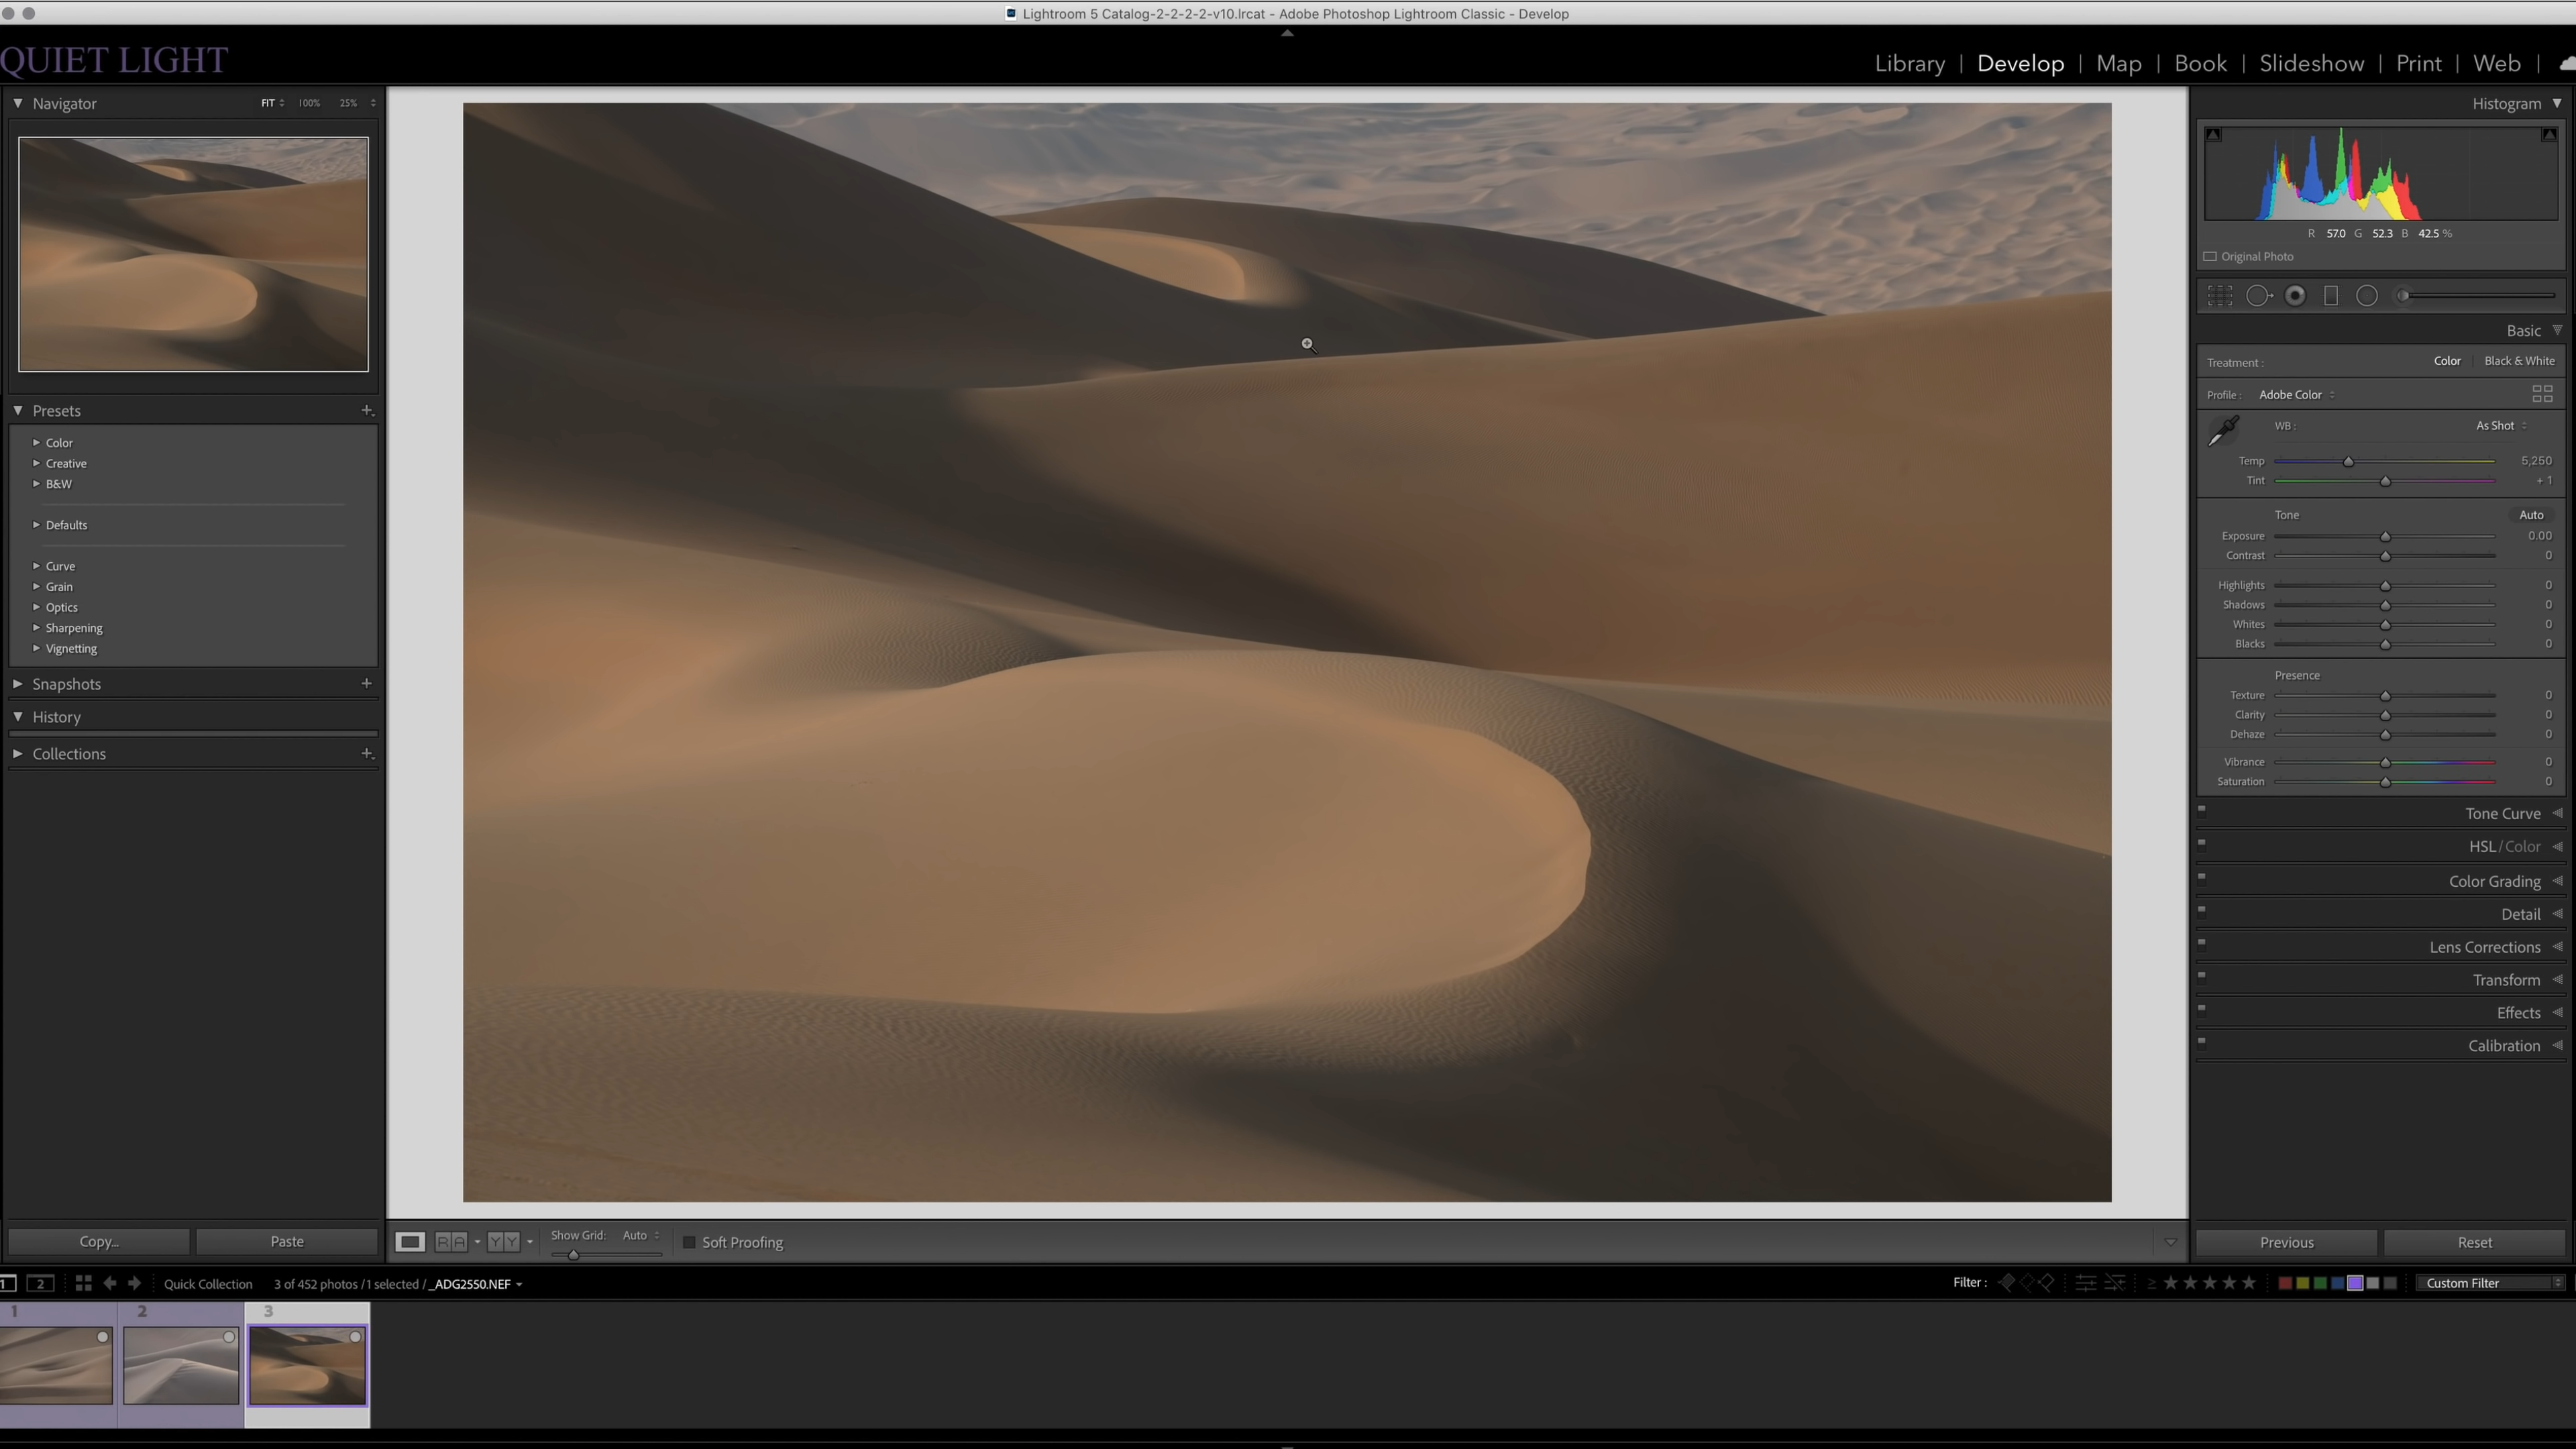 Lightroom 5 Catalog-2-2-2-2-v10.lrcat - Adobe Photoshop Lightroom Classic - Develop
QUIET LIGHT
Library | Develop | Map | Book | Slideshow | Print | Web |
Navigator FIT 100% 25%
Presets
Color
Creative
B&W
Defaults
Curve
Grain
Optics
Sharpening
Vignetting
Snapshots
History
Collections
Copy... Paste
Histogram
R 57.0 G 52.3 B 42.5 %
Original Photo
Basic
Treatment : Color Black & White
Profile : Adobe Color
WB : As Shot
Temp 5,250
Tint + 1
Tone Auto
Exposure 0.00
Contrast 0
Highlights 0
Shadows 0
Whites 0
Blacks 0
Presence
Texture 0
Clarity 0
Dehaze 0
Vibrance 0
Saturation 0
Tone Curve
HSL / Color
Color Grading
Detail
Lens Corrections
Transform
Effects
Calibration
Previous Reset
R A Y Y Show Grid: Auto Soft Proofing
1 2 Quick Collection 3 of 452 photos / 1 selected / _ADG2550.NEF
Filter : ≥ Custom Filter
1 2 3